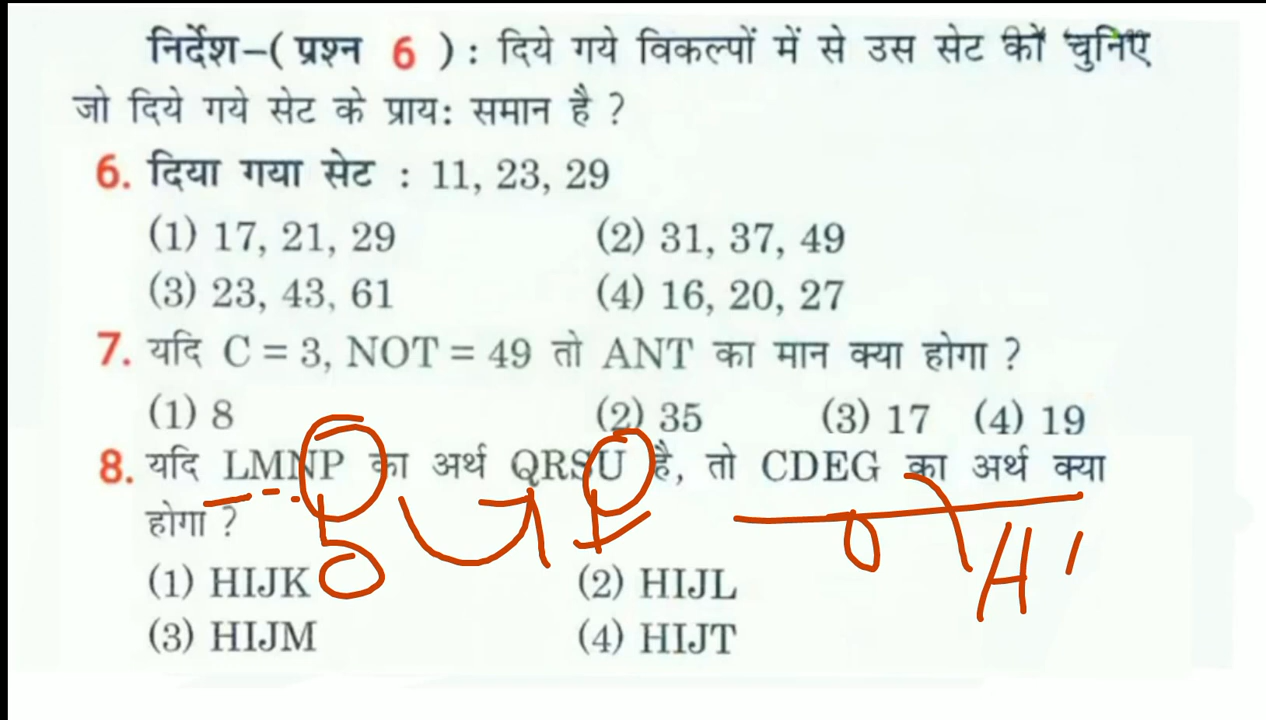 निर्देश–( प्रश्न 6 ) : दिये गये विकल्पों में से उस सेट को चुनिए
जो दिये गये सेट के प्राय: समान है ?
6. दिया गया सेट : 11, 23, 29
(1) 17, 21, 29 (2) 31, 37, 49
(3) 23, 43, 61 (4) 16, 20, 27
7. यदि C = 3, NOT = 49 तो ANT का मान क्या होगा ?
(1) 8 (2) 35 (3) 17 (4) 19
8. यदि LMNP का अर्थ QRSU है, तो CDEG का अर्थ क्या
होगा ?
(1) HIJK (2) HIJL
(3) HIJM (4) HIJT